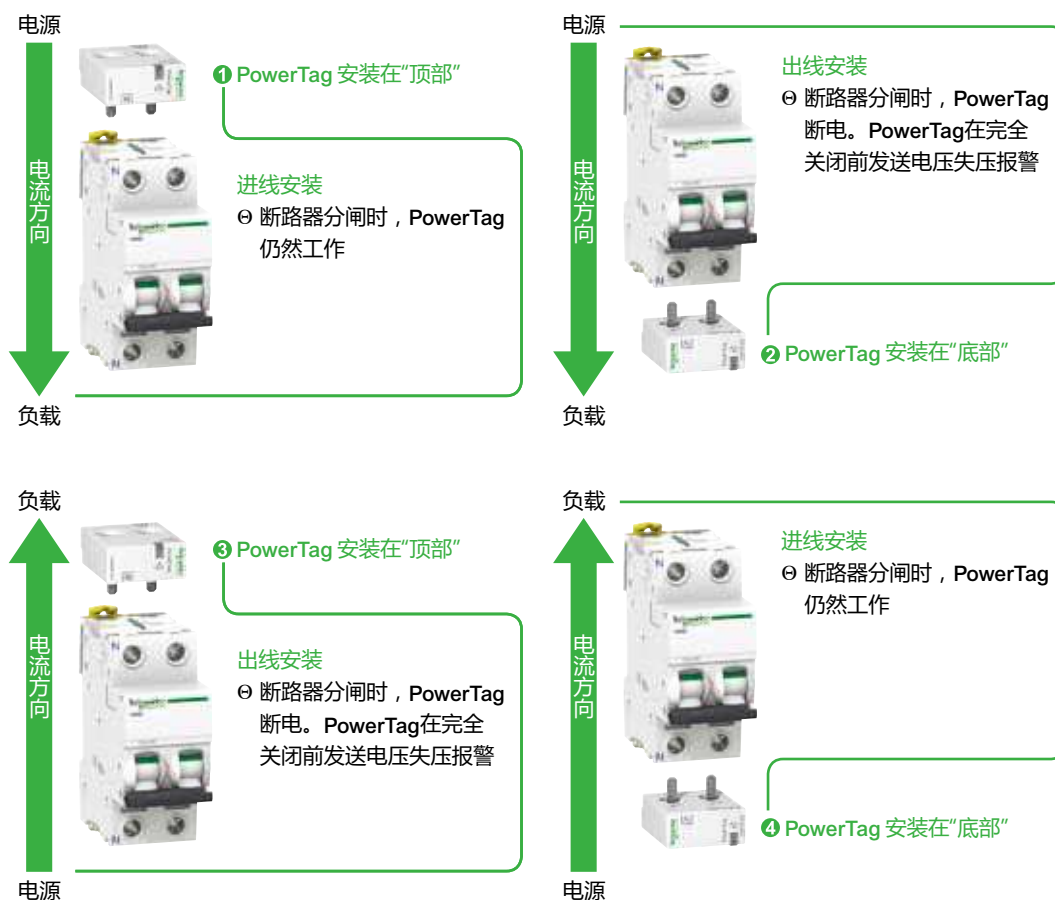 电源
❶ PowerTag 安装在“顶部”
电流方向
进线安装
⊖ 断路器分闸时，PowerTag
仍然工作
负载
电源
出线安装
⊖ 断路器分闸时，PowerTag
断电。PowerTag在完全
关闭前发送电压失压报警
电流方向
❷ PowerTag 安装在“底部”
负载
负载
❸ PowerTag 安装在“顶部”
电流方向
出线安装
⊖ 断路器分闸时，PowerTag
断电。PowerTag在完全
关闭前发送电压失压报警
电源
负载
进线安装
⊖ 断路器分闸时，PowerTag
仍然工作
电流方向
❹ PowerTag 安装在“底部”
电源